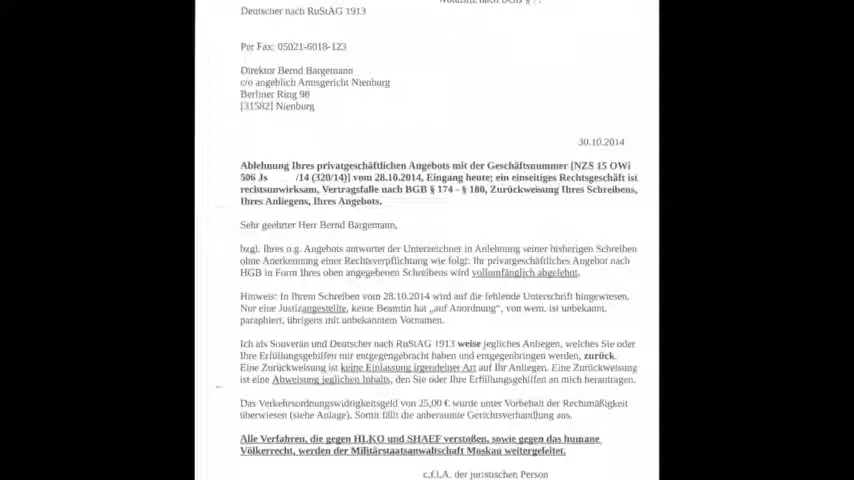 Wohnsitz nach BGB § 7.
Deutscher nach RuStAG 1913
Per Fax: 05021-6018-123
Direktor Bernd Bargemann
c/o angeblich Amtsgericht Nienburg
Berliner Ring 98
[31582] Nienburg
30.10.2014
Ablehnung Ihres privatgeschäftlichen Angebots mit der Geschäftsnummer [NZS 15 OWi
506 Js /14 (320/14)] vom 28.10.2014, Eingang heute; ein einseitiges Rechtsgeschäft ist
rechtsunwirksam, Vertragsfalle nach BGB § 174 - § 180, Zurückweisung Ihres Schreibens,
Ihres Anliegens, Ihres Angebots.
Sehr geehrter Herr Bernd Bargemann,
bzgl. Ihres o.g. Angebots antwortet der Unterzeichner in Anlehnung seiner bisherigen Schreiben
ohne Anerkennung einer Rechtsverpflichtung wie folgt: Ihr privatgeschäftliches Angebot nach
HGB in Form Ihres oben angegebenen Schreibens wird vollumfänglich abgelehnt.
Hinweis: In Ihrem Schreiben vom 28.10.2014 wird auf die fehlende Unterschrift hingewiesen.
Nur eine Justizangestellte, keine Beamtin hat „auf Anordnung“, von wem, ist unbekannt,
paraphiert, übrigens mit unbekanntem Vornamen.
Ich als Souverän und Deutscher nach RuStAG 1913 weise jegliches Anliegen, welches Sie oder
Ihre Erfüllungsgehilfen mir entgegengebracht haben und entgegenbringen werden, zurück.
Eine Zurückweisung ist keine Einlassung irgendeiner Art auf Ihr Anliegen. Eine Zurückweisung
ist eine Abweisung jeglichen Inhalts, den Sie oder Ihre Erfüllungsgehilfen an mich herantragen.
Das Verkehrsordnungswidrigkeitsgeld von 25,00 € wurde unter Vorbehalt der Rechtmäßigkeit
überwiesen (siehe Anlage). Somit fällt die anberaumte Gerichtsverhandlung aus.
Alle Verfahren, die gegen HLKO und SHAEF verstoßen, sowie gegen das humane
Völkerrecht, werden der Militärstaatsanwaltschaft Moskau weitergeleitet.
c.f.i.A. der juristischen Person